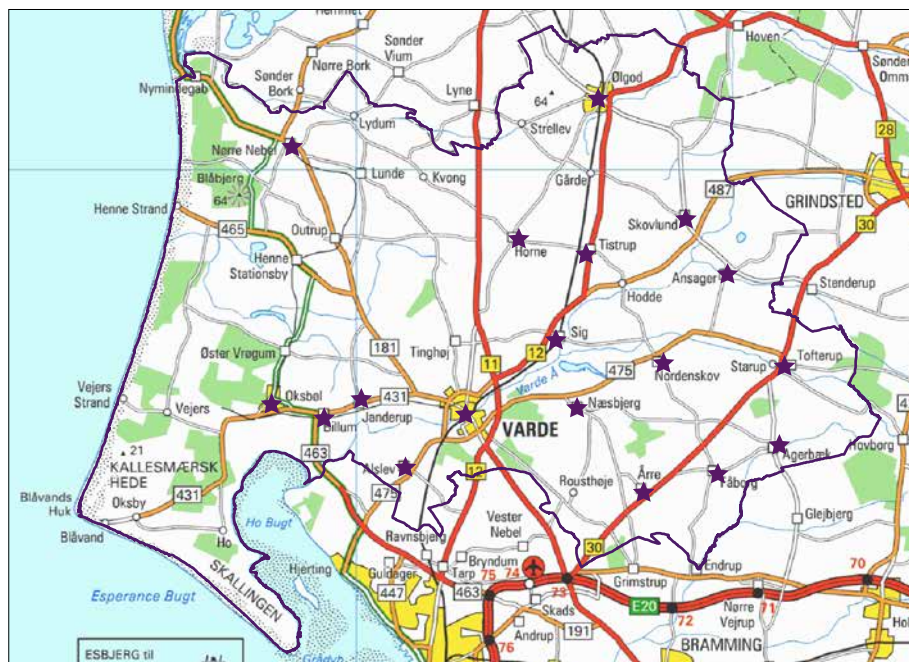 Hemmet
Hoven
Sønder
Omme
Nørre Bork
Sønder
Vium
Sønder
Bork
Nymindegab
Lyne
Ølgod
64
Strellev
Lydum
28
Nørre Nebel
Blåbjerg
64
Lunde
Kvong
Gårde
487
GRINDSTED
30
Henne Strand
465
Outrup
Skovlund
Horne
Tistrup
Henne
Stationsby
Ansager
Stenderup
Hodde
Sig
Øster Vrøgum
181
Tinghøj
11
12
Varde Å
475
Nordenskov
Tofterup
Starup
Vejers
Strand
Vejers
Oksbøl
Billum
Janderup
431
Næsbjerg
VARDE
21
KALLESMÆRSK
HEDE
463
Alslev
475
12
Agerbæk
Hovborg
Rousthøje
Årre
Fåborg
Blåvands
Huk
Oksby
431
Blåvand
Ho
Ho Bugt
Ravnsbjerg
Vester
Nebel
Glejbjerg
30
SKALLINGEN
Hjerting
Guldager
447
Tarp
Bryndum
75
74
463
Skads
73
Grimstrup
Endrup
70
Esperance Bugt
E20
72
Nørre
Vejrup
71
Andrup
191
76
BRAMMING
Grådyb
ESBJERG til